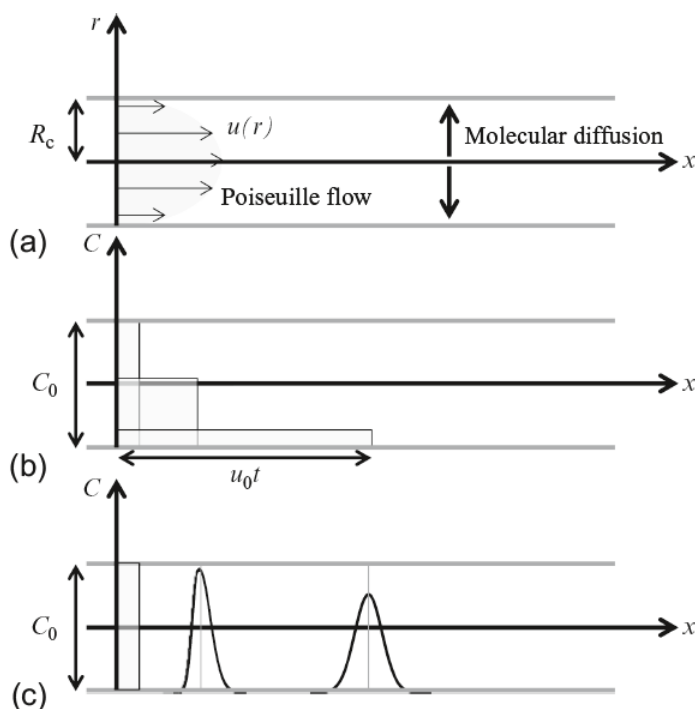 r
R_c
u(r)
Molecular diffusion
x
Poiseuille flow
(a)
C
C_0
x
(b)
u_0t
C
C_0
x
(c)